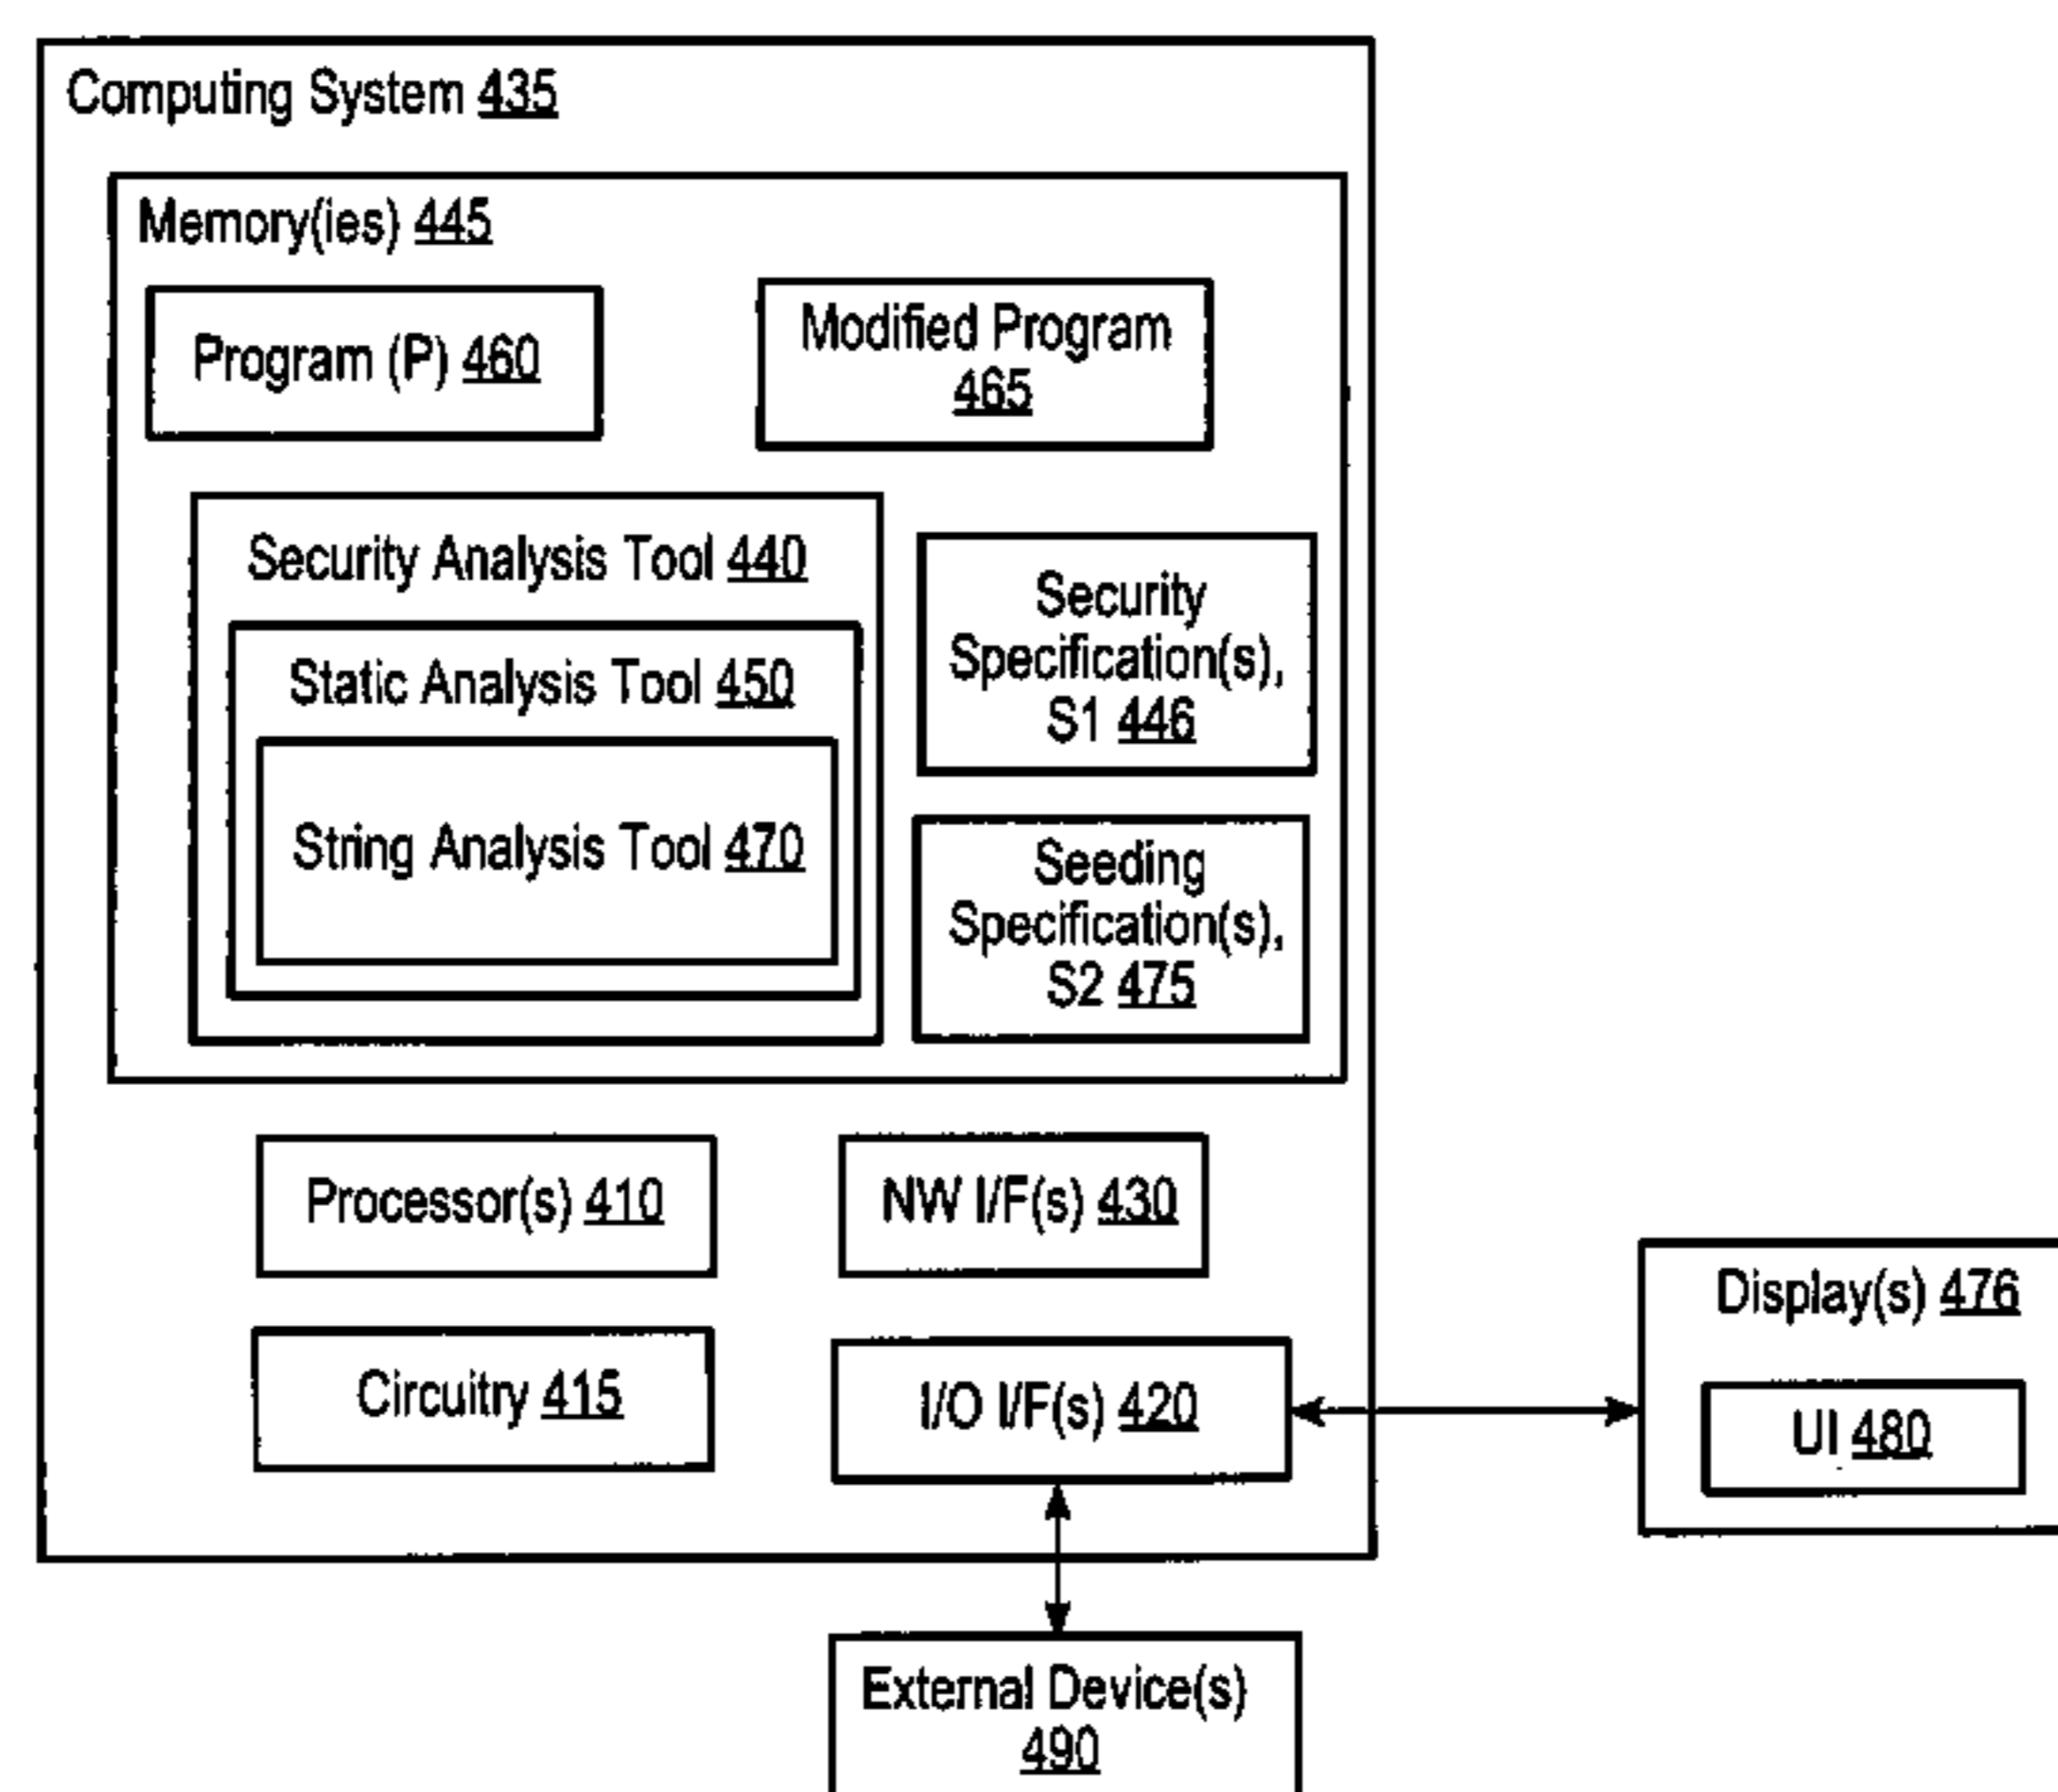 Computing System 435
Memory(ies) 445
Program (P) 460
Modified Program
465
Security Analysis Tool 440
Static Analysis Tool 450
String Analysis Tool 470
Security
Specification(s),
S1 446
Seeding
Specification(s),
S2 475
Processor(s) 410
NW I/F(s) 430
Circuitry 415
I/O I/F(s) 420
Display(s) 476
UI 480
External Device(s)
490